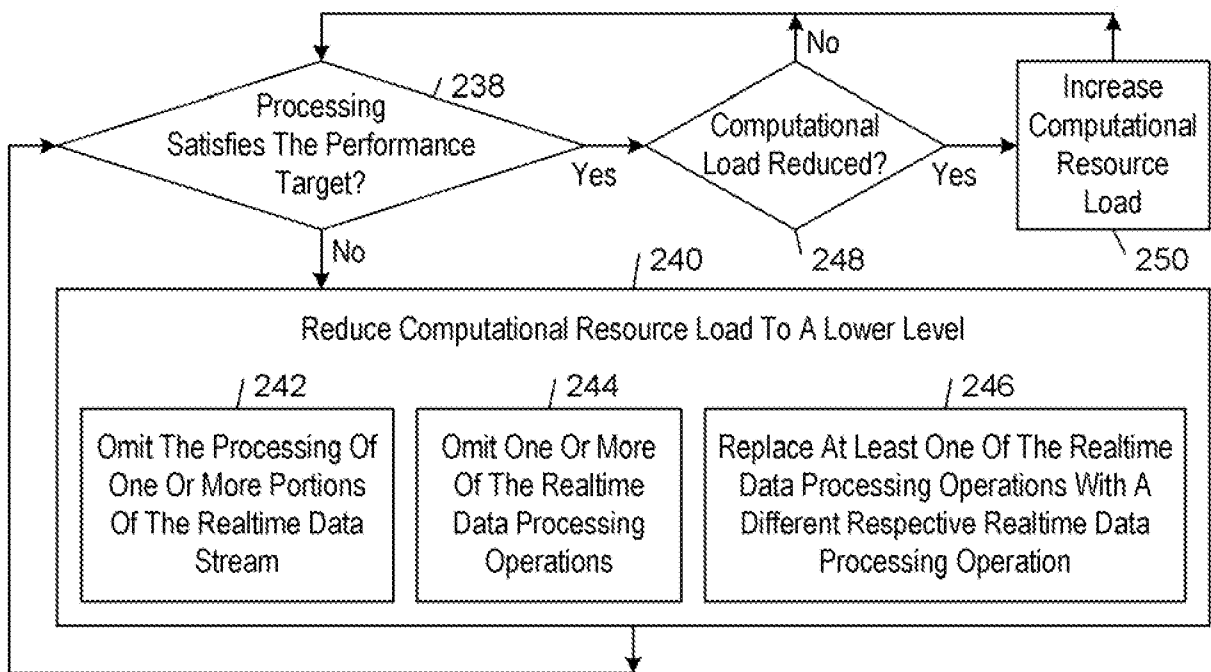 No
238
Processing
Satisfies The Performance
Target?
Yes
Computational
Load Reduced?
Yes
Increase
Computational
Resource
Load
No
248
250
240
Reduce Computational Resource Load To A Lower Level
242
244
246
Omit The Processing Of
One Or More Portions
Of The Realtime Data
Stream
Omit One Or More
Of The Realtime
Data Processing
Operations
Replace At Least One Of The Realtime
Data Processing Operations With A
Different Respective Realtime Data
Processing Operation